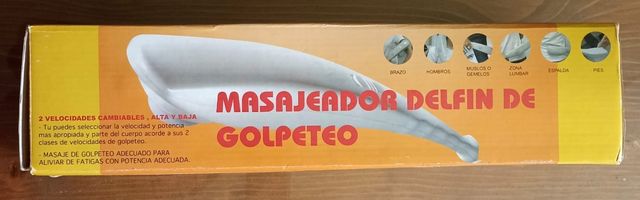 BRAZO
HOMBROS
MUSLOS O
GEMELOS
ZONA
LUMBAR
ESPALDA
PIES
MASAJEADOR DELFIN DE
GOLPETEO
2 VELOCIDADES CAMBIABLES , ALTA Y BAJA
- Tu puedes seleccionar la velocidad y potencia
mas apropiada y parte del cuerpo acorde a sus 2
clases de velocidades de golpeteo.
- MASAJE DE GOLPETEO ADECUADO PARA
ALIVIAR DE FATIGAS CON POTENCIA ADECUADA.